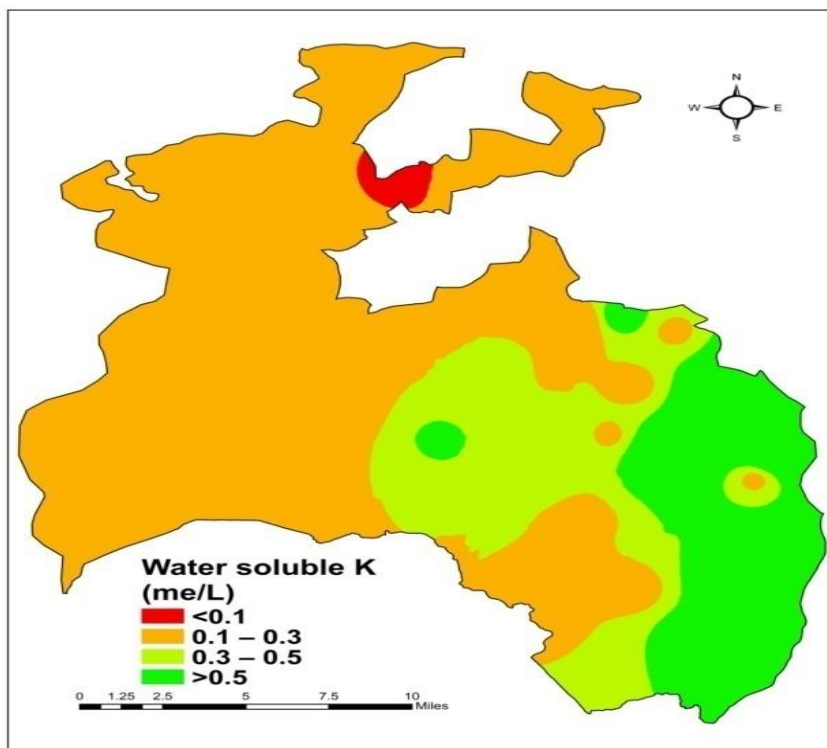 N
W E
S
Water soluble K
(me/L)
<0.1
0.1 – 0.3
0.3 – 0.5
>0.5
0 1.25 2.5 5 7.5 10
Miles